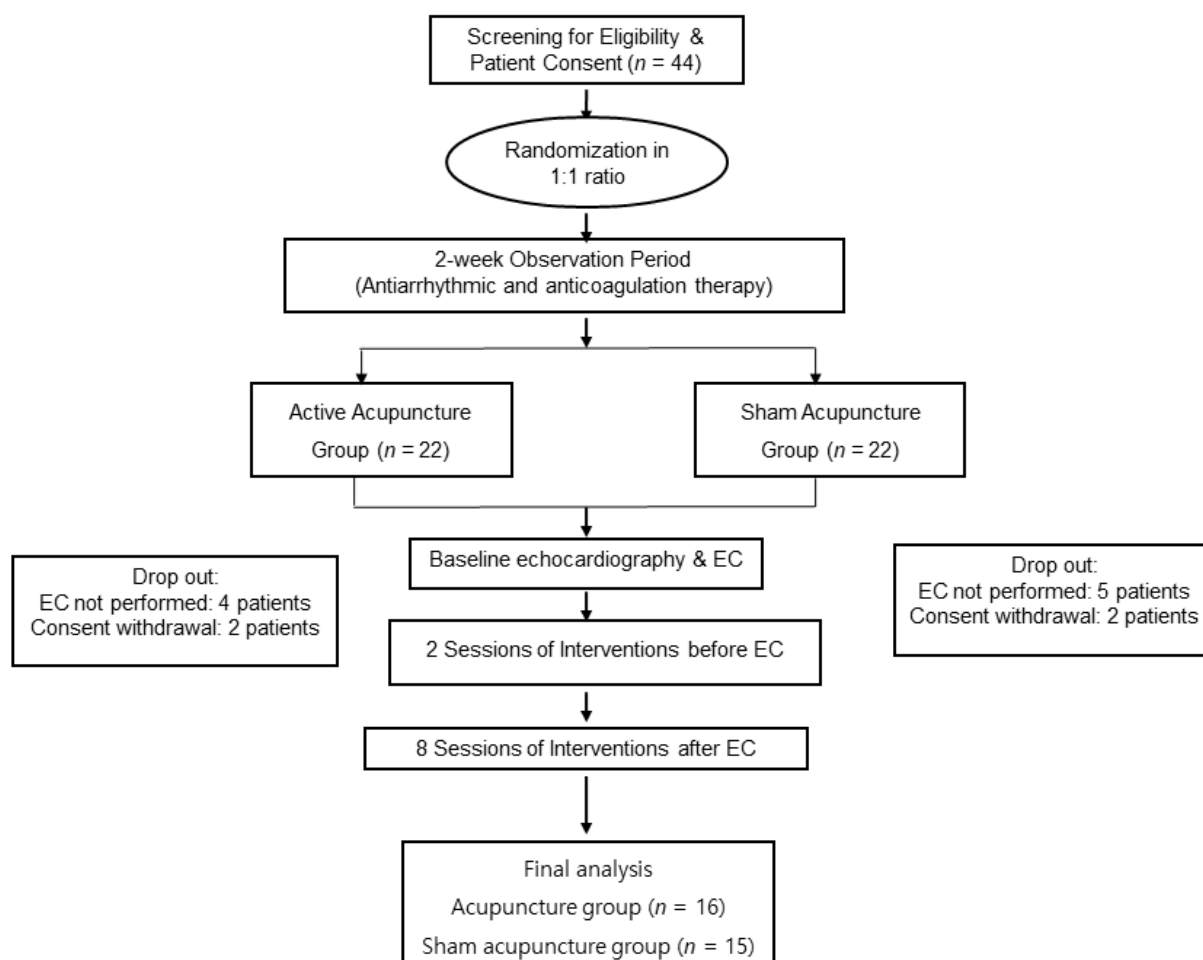 Screening for Eligibility &
Patient Consent (n = 44)
Randomization in
1:1 ratio
2-week Observation Period
(Antiarrhythmic and anticoagulation therapy)
Active Acupuncture
Group (n = 22)
Sham Acupuncture
Group (n = 22)
Baseline echocardiography & EC
Drop out:
EC not performed: 4 patients
Consent withdrawal: 2 patients
Drop out:
EC not performed: 5 patients
Consent withdrawal: 2 patients
2 Sessions of Interventions before EC
8 Sessions of Interventions after EC
Final analysis
Acupuncture group (n = 16)
Sham acupuncture group (n = 15)